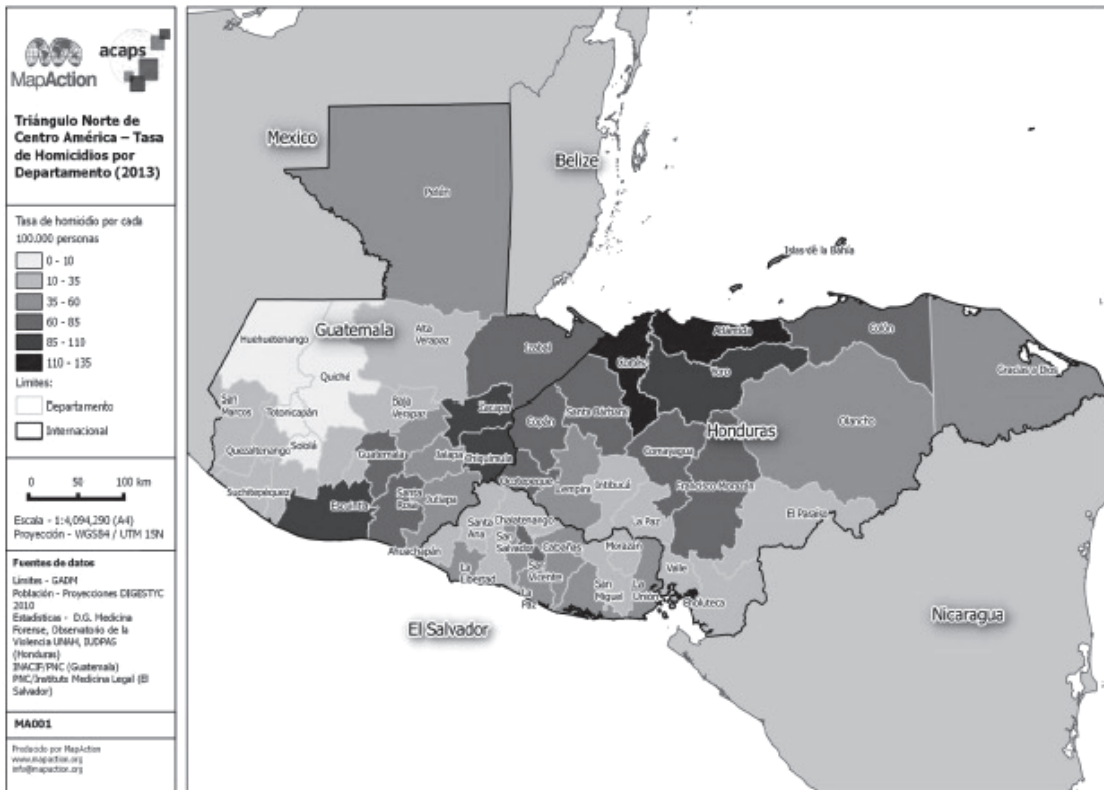 MapAction
acaps
Triángulo Norte de
Centro América – Tasa
de Homicidios por
Departamento (2013)
Tasa de homicidio por cada
100.000 personas
0 - 10
10 - 35
35 - 60
60 - 85
85 - 110
110 - 135
Limites:
Departamento
Internacional
0 50 100 km
Escala - 1:4,094,290 (A4)
Proyección - WGS84 / UTM 15N
Fuentes de datos
Limites - GADM
Población - Proyecciones DIGESTYC
2010
Estadísticas - D.G. Medicina
Forense, Observatorio de la
Violencia UNAH, IUDPAS
(Honduras)
INACIF/PNC (Guatemala)
PNC/Instituto Medicina Legal (El
Salvador)
MA001
Producido por MapAction
www.mapaction.org
info@mapaction.org
Mexico
Belize
Petén
Islas de la Bahía
Guatemala
Huehuetenango
Alta
Verapaz
Izabal
Cortés
Atlántida
Colón
Yoro
Gracias a Dios
Quiché
San
Marcos
Totonicapán
Baja
Verapaz
Zacapa
Copán
Santa Bárbara
Honduras
Olancho
Quezaltenango
Sololá
Guatemala
Jalapa
Chiquimula
Comayagua
Suchitepéquez
Ocotepeque
Lempira
Intibucá
Francisco Morazán
Escuintla
Santa
Rosa
Jutiapa
La Paz
El Paraíso
Santa
Ana
Chalatenango
San
Salvador
Cabañas
Morazán
Ahuachapán
La
Libertad
San
Vicente
La
Paz
San
Miguel
La
Unión
Valle
Choluteca
El Salvador
Nicaragua